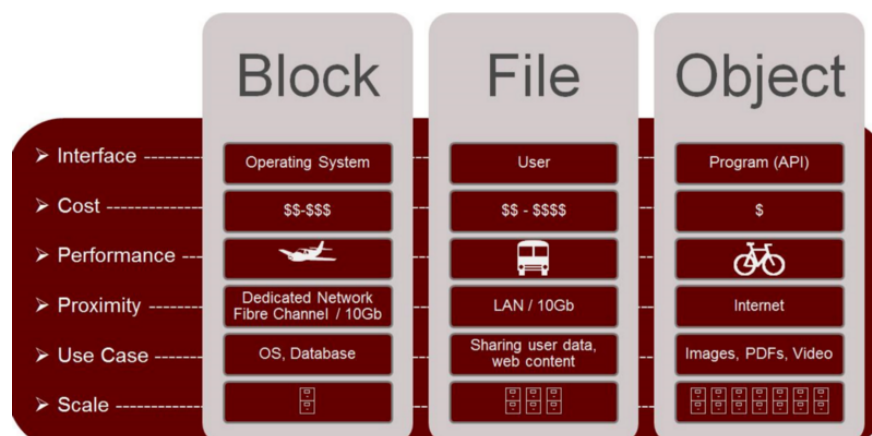 Block File Object
➢ Interface Operating System User Program (API)
➢ Cost $$-$$$ $$ - $$$$ $
➢ Performance
➢ Proximity Dedicated Network
Fibre Channel / 10Gb LAN / 10Gb Internet
➢ Use Case OS, Database Sharing user data,
web content Images, PDFs, Video
➢ Scale